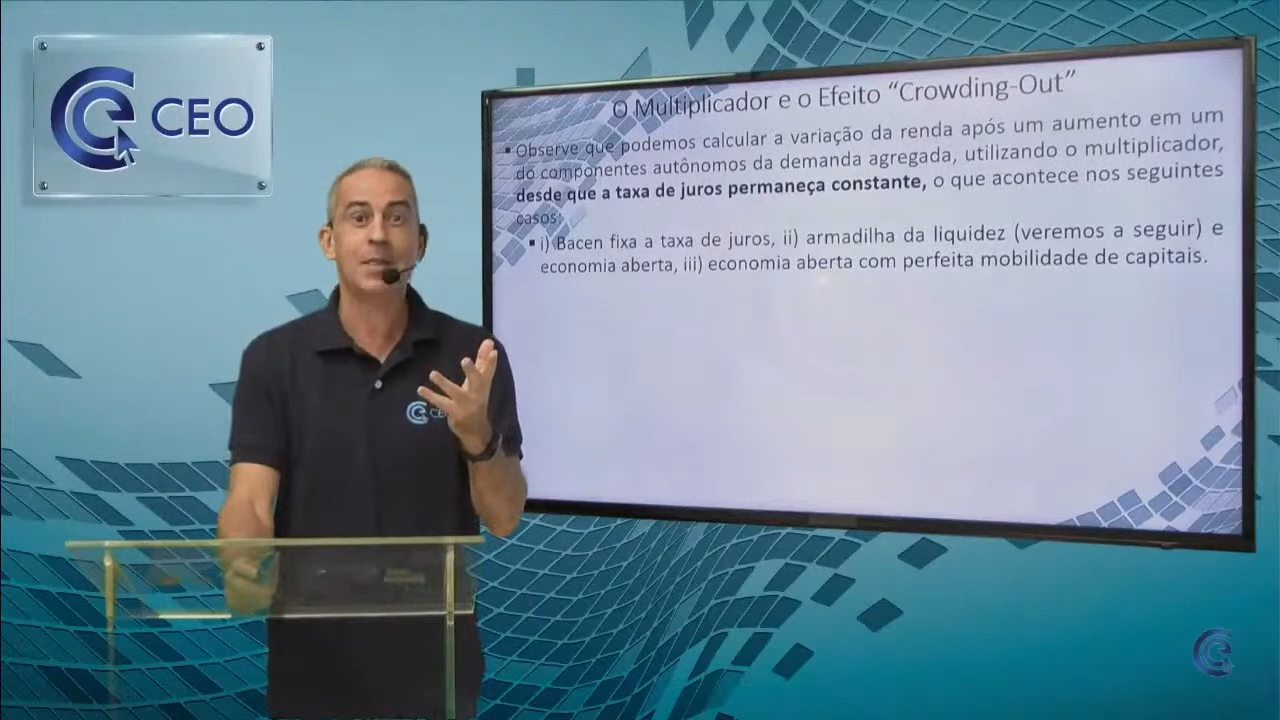 CEO
O Multiplicador e o Efeito “Crowding-Out”
▪ Observe que podemos calcular a variação da renda após um aumento em um
do componentes autônomos da demanda agregada, utilizando o multiplicador,
desde que a taxa de juros permaneça constante, o que acontece nos seguintes
casos:
▪ i) Bacen fixa a taxa de juros, ii) armadilha da liquidez (veremos a seguir) e
economia aberta, iii) economia aberta com perfeita mobilidade de capitais.
CEO